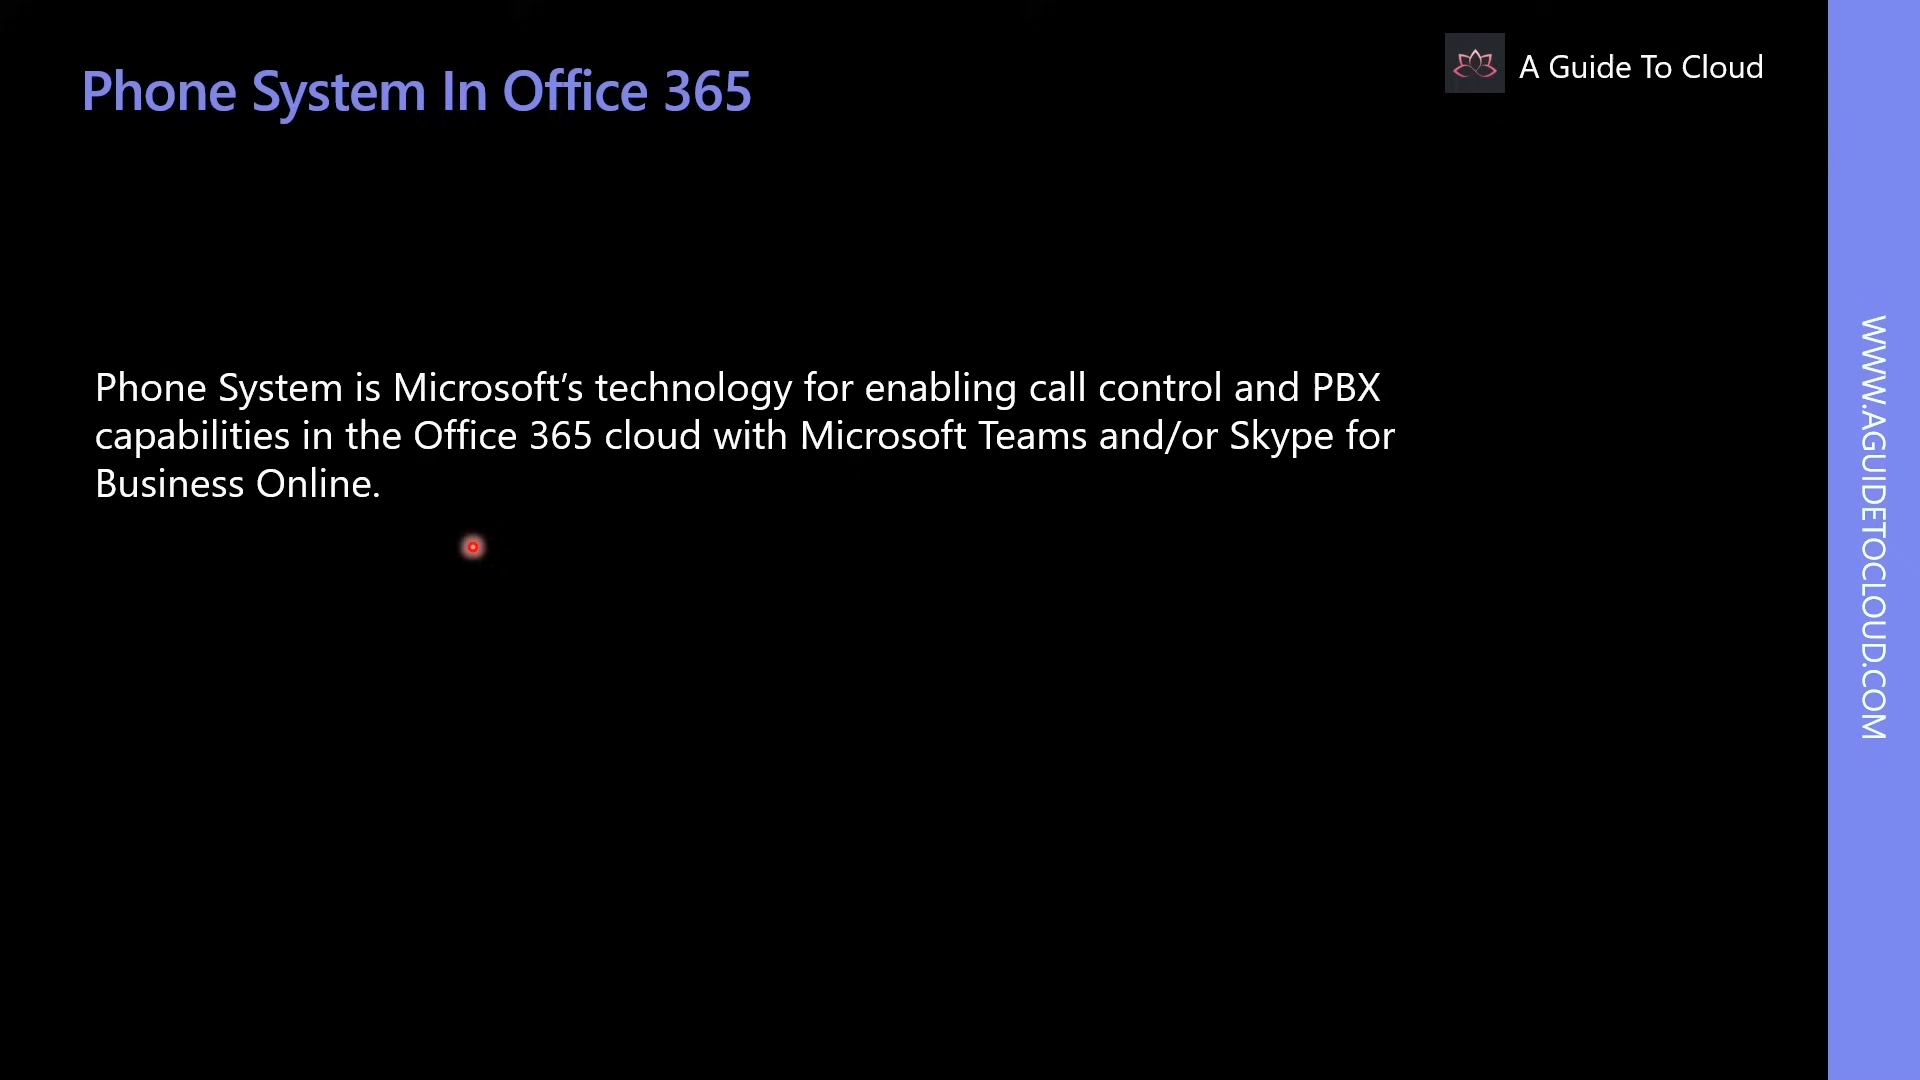 Phone System In Office 365
A Guide To Cloud
Phone System is Microsoft’s technology for enabling call control and PBX
capabilities in the Office 365 cloud with Microsoft Teams and/or Skype for
Business Online.
WWW.AGUIDETOCLOUD.COM